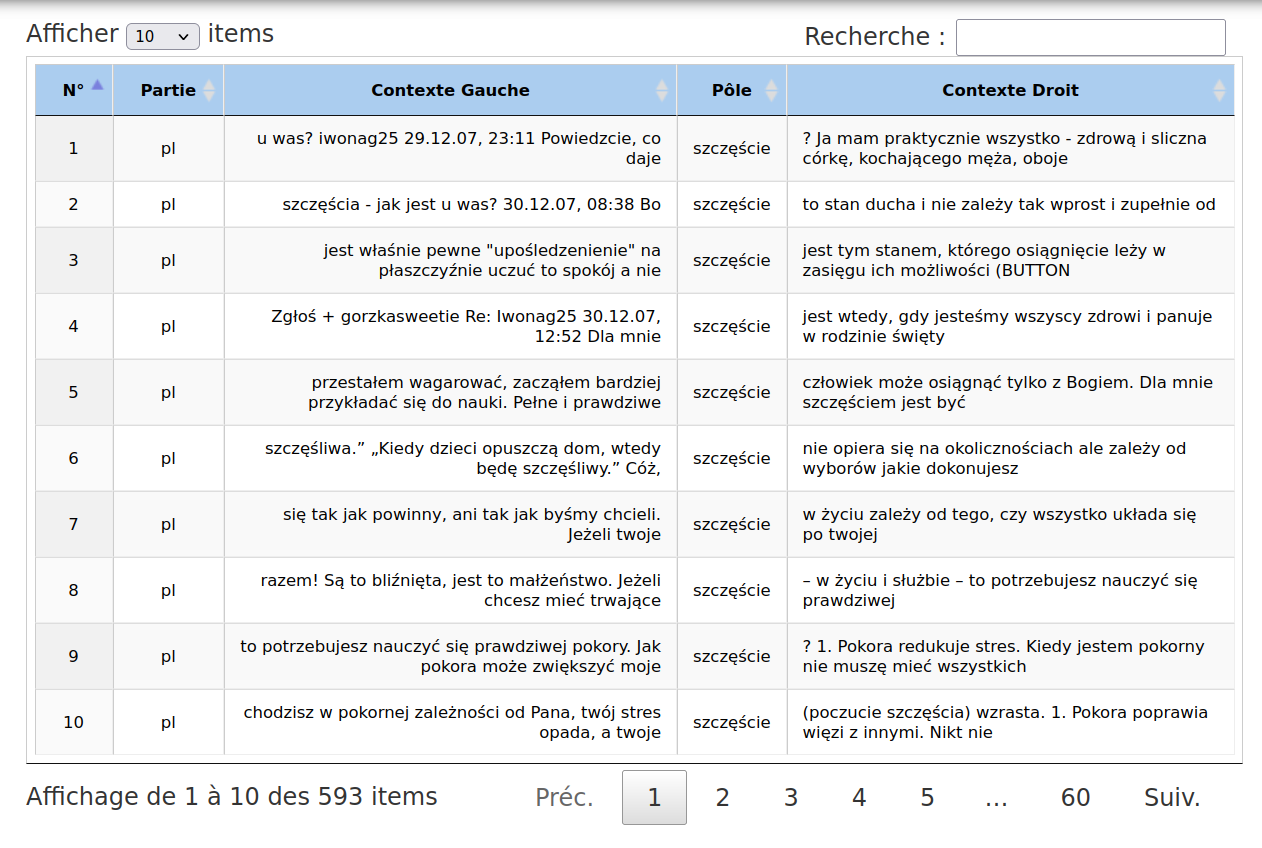 Afficher 10 items
Recherche :
N° Partie Contexte Gauche Pôle Contexte Droit
1 pl u was? iwonag25 29.12.07, 23:11 Powiedzcie, co daje szczęście ? Ja mam praktycznie wszystko - zdrową i sliczna córkę, kochającego męża, oboje
2 pl szczęścia - jak jest u was? 30.12.07, 08:38 Bo szczęście to stan ducha i nie zależy tak wprost i zupełnie od
3 pl jest właśnie pewne "upośledzenienie" na płaszczyźnie uczuć to spokój a nie szczęście jest tym stanem, którego osiągnięcie leży w zasięgu ich możliwości (BUTTON
4 pl Zgłoś + gorzkasweetie Re: Iwonag25 30.12.07, 12:52 Dla mnie szczęście jest wtedy, gdy jesteśmy wszyscy zdrowi i panuje w rodzinie święty
5 pl przestałem wagarować, zacząłem bardziej przykładać się do nauki. Pełne i prawdziwe szczęście człowiek może osiągnąć tylko z Bogiem. Dla mnie szczęściem jest być
6 pl szczęśliwa.” „Kiedy dzieci opuszczą dom, wtedy będę szczęśliwy.” Cóż, szczęście nie opiera się na okolicznościach ale zależy od wyborów jakie dokonujesz
7 pl się tak jak powinny, ani tak jak byśmy chcieli. Jeżeli twoje szczęście w życiu zależy od tego, czy wszystko układa się po twojej
8 pl razem! Są to bliźnięta, jest to małżeństwo. Jeżeli chcesz mieć trwające szczęście – w życiu i służbie – to potrzebujesz nauczyć się prawdziwej
9 pl to potrzebujesz nauczyć się prawdziwej pokory. Jak pokora może zwiększyć moje szczęście ? 1. Pokora redukuje stres. Kiedy jestem pokorny nie muszę mieć wszystkich
10 pl chodzisz w pokornej zależności od Pana, twój stres opada, a twoje szczęście (poczucie szczęścia) wzrasta. 1. Pokora poprawia więzi z innymi. Nikt nie
Affichage de 1 à 10 des 593 items
Préc. 1 2 3 4 5 … 60 Suiv.